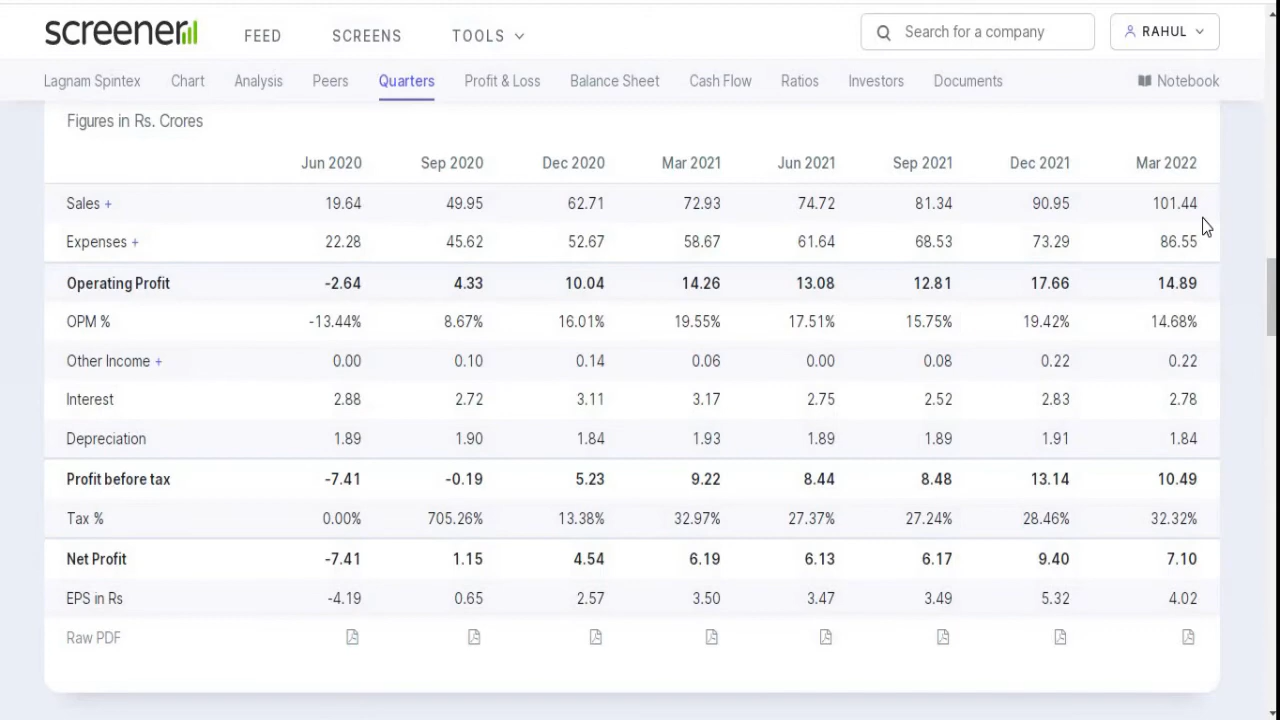 screener FEED SCREENS TOOLS Search for a company RAHUL
Lagnam Spintex Chart Analysis Peers Quarters Profit & Loss Balance Sheet Cash Flow Ratios Investors Documents Notebook
Figures in Rs. Crores
Jun 2020 Sep 2020 Dec 2020 Mar 2021 Jun 2021 Sep 2021 Dec 2021 Mar 2022
Sales + 19.64 49.95 62.71 72.93 74.72 81.34 90.95 101.44
Expenses + 22.28 45.62 52.67 58.67 61.64 68.53 73.29 86.55
Operating Profit -2.64 4.33 10.04 14.26 13.08 12.81 17.66 14.89
OPM % -13.44% 8.67% 16.01% 19.55% 17.51% 15.75% 19.42% 14.68%
Other Income + 0.00 0.10 0.14 0.06 0.00 0.08 0.22 0.22
Interest 2.88 2.72 3.11 3.17 2.75 2.52 2.83 2.78
Depreciation 1.89 1.90 1.84 1.93 1.89 1.89 1.91 1.84
Profit before tax -7.41 -0.19 5.23 9.22 8.44 8.48 13.14 10.49
Tax % 0.00% 705.26% 13.38% 32.97% 27.37% 27.24% 28.46% 32.32%
Net Profit -7.41 1.15 4.54 6.19 6.13 6.17 9.40 7.10
EPS in Rs -4.19 0.65 2.57 3.50 3.47 3.49 5.32 4.02
Raw PDF